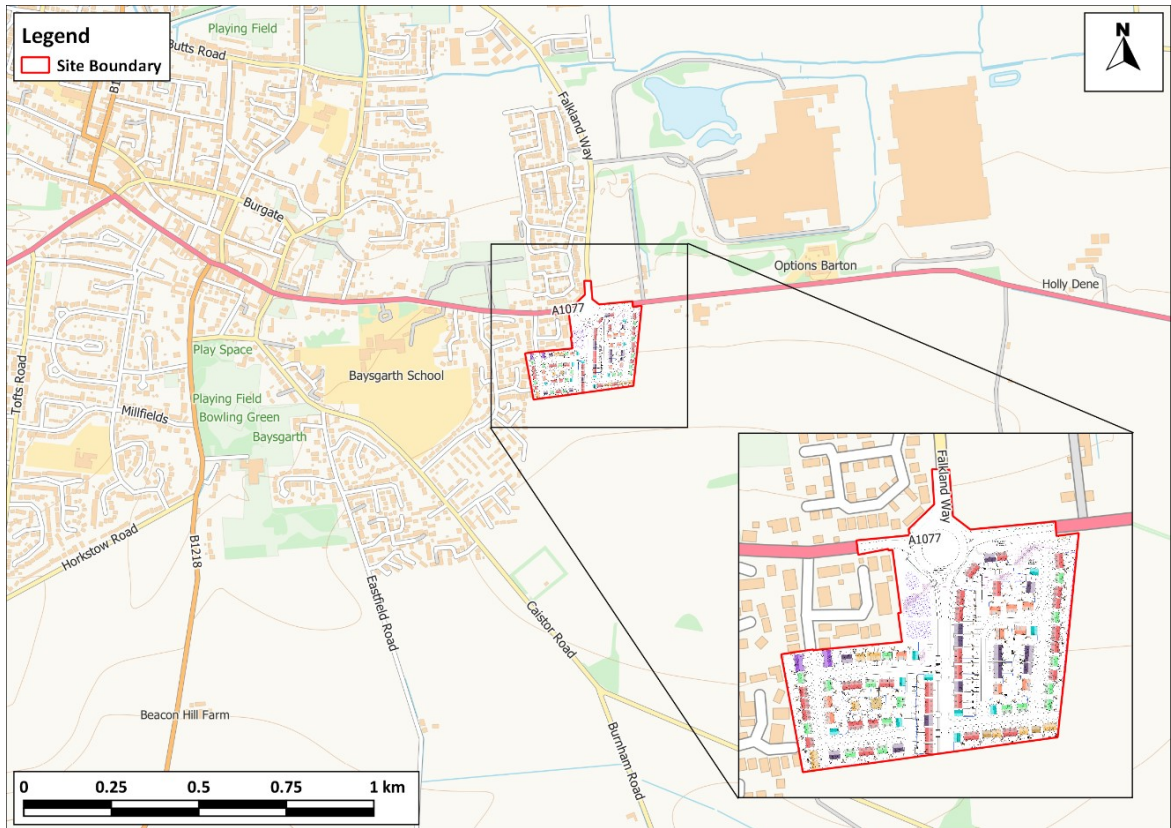 Legend
Site Boundary
N
Playing Field
Butts Road
B1
Falkland Way
Burgate
Options Barton
Holly Dene
A1077
Play Space
Baysgarth School
Tofts Road
Playing Field
Millfields
Bowling Green
Baysgarth
Horkstow Road
B1218
Eastfield Road
Caistor Road
Burnham Road
Beacon Hill Farm
Falkland Way
A1077
0 0.25 0.5 0.75 1 km